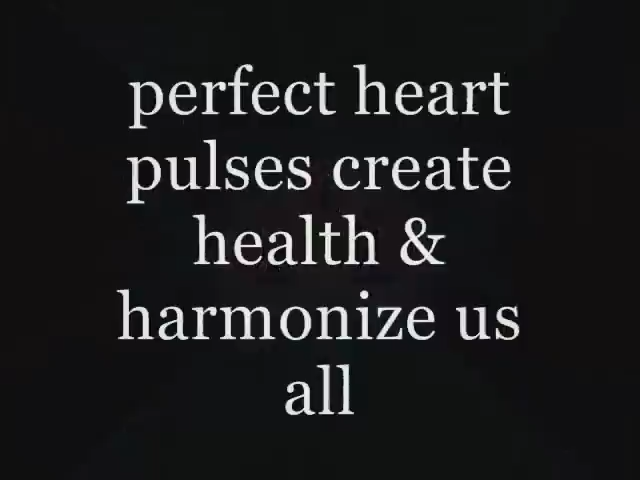 perfect heart
pulses create
health &
harmonize us
all